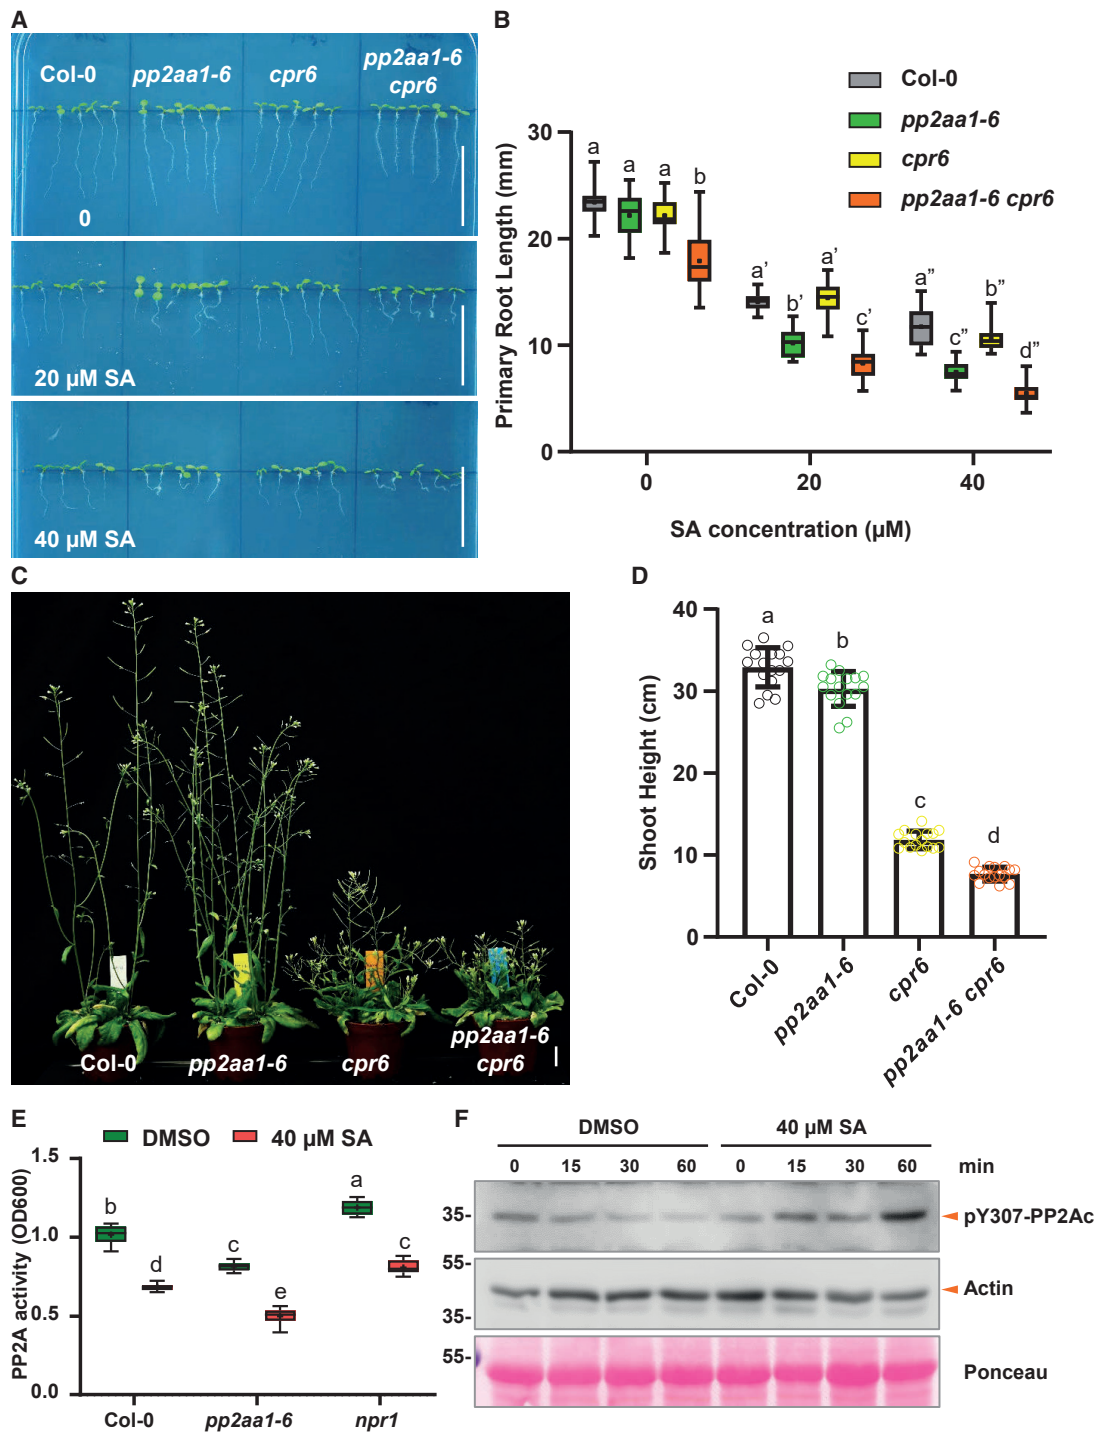 A
Col-0
pp2aa1-6
cpr6
pp2aa1-6
cpr6
0
20 µM SA
40 µM SA
B
Col-0
pp2aa1-6
cpr6
pp2aa1-6 cpr6
Primary Root Length (mm)
30
20
10
0
a
a
a
b
a’
b’
a’
c’
a”
c”
b”
d”
0
20
40
SA concentration (µM)
C
Col-0
pp2aa1-6
cpr6
pp2aa1-6
cpr6
D
Shoot Height (cm)
40
30
20
10
0
a
b
c
d
Col-0
pp2aa1-6
cpr6
pp2aa1-6 cpr6
E
DMSO
40 µM SA
PP2A activity (OD600)
1.5
1.0
0.5
0.0
b
d
c
e
a
c
Col-0
pp2aa1-6
npr1
F
DMSO
40 µM SA
0 15 30 60 0 15 30 60 min
35-
pY307-PP2Ac
55-
Actin
35-
55-
Ponceau